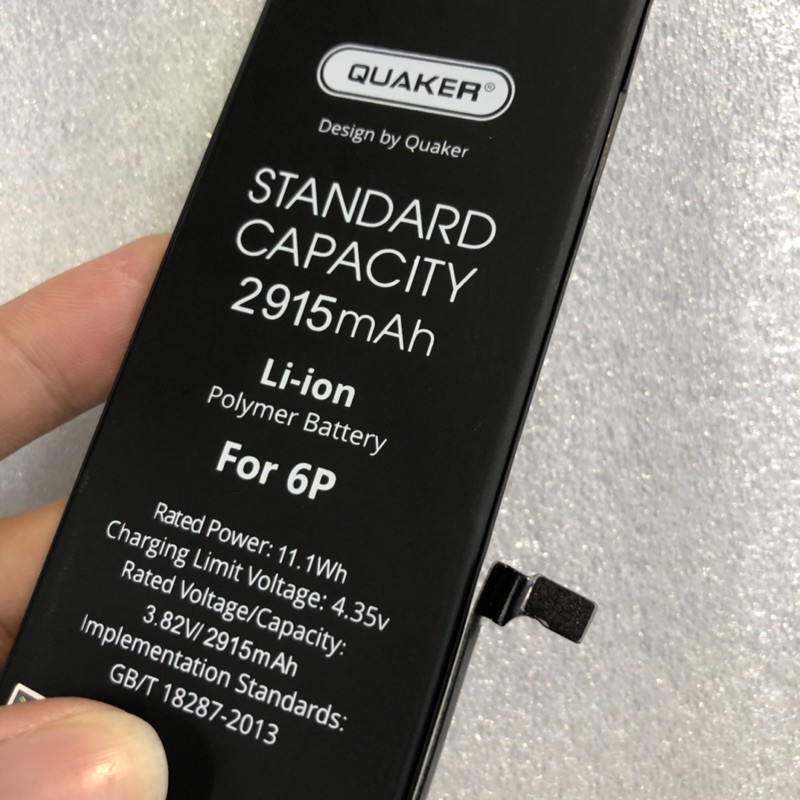 QUAKER®
Design by Quaker
STANDARD
CAPACITY
2915mAh
Li-ion
Polymer Battery
For 6P
Rated Power: 11.1Wh
Charging Limit Voltage: 4.35v
Rated Voltage/Capacity:
3.82V/2915mAh
Implementation Standards:
GB/T 18287-2013